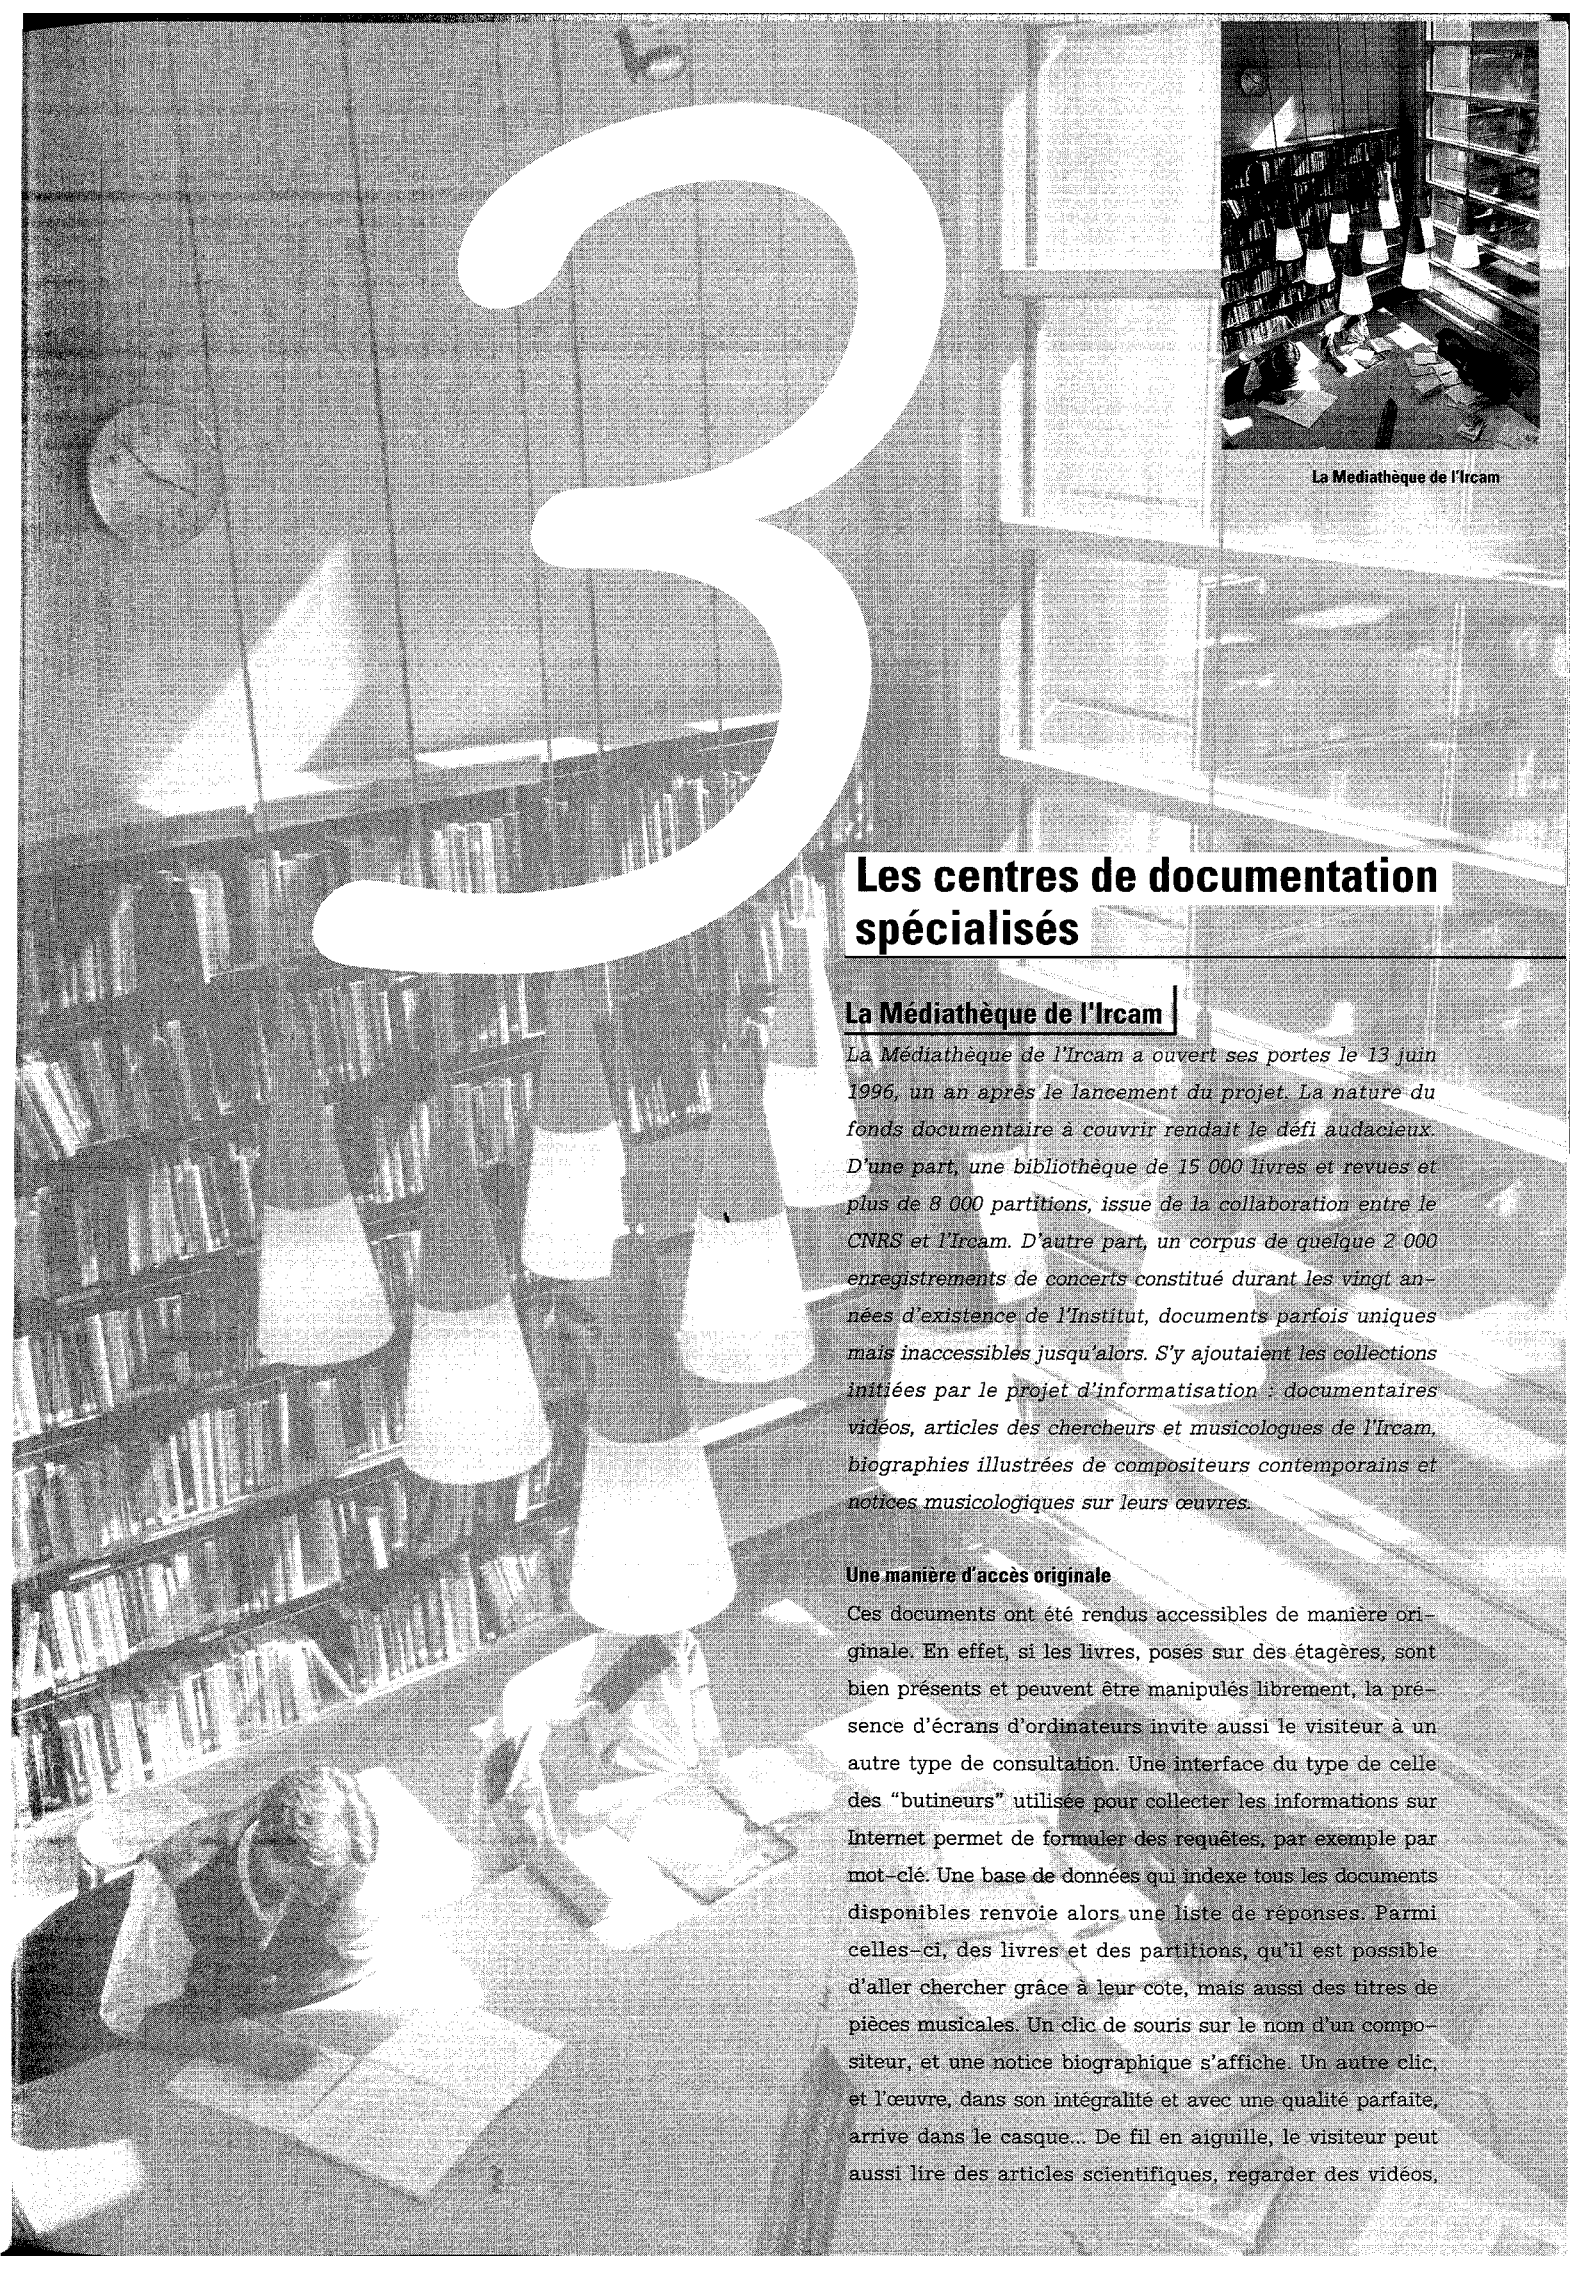 3
La Mediathèque de l'Ircam
Les centres de documentation
spécialisés
La Médiathèque de l'Ircam
La Médiathèque de l'Ircam a ouvert ses portes le 13 juin
1996, un an après le lancement du projet. La nature du
fonds documentaire à couvrir rendait le défi audacieux.
D'une part, une bibliothèque de 15 000 livres et revues et
plus de 8 000 partitions, issue de la collaboration entre le
CNRS et l'Ircam. D'autre part, un corpus de quelque 2 000
enregistrements de concerts constitué durant les vingt an-
nées d'existence de l'Institut, documents parfois uniques
mais inaccessibles jusqu'alors. S'y ajoutaient les collections
initiées par le projet d'informatisation : documentaires
vidéos, articles des chercheurs et musicologues de l'Ircam,
biographies illustrées de compositeurs contemporains et
notices musicologiques sur leurs œuvres.
Une manière d'accès originale
Ces documents ont été rendus accessibles de manière ori-
ginale. En effet, si les livres, posés sur des étagères, sont
bien présents et peuvent être manipulés librement, la pré-
sence d'écrans d'ordinateurs invite aussi le visiteur à un
autre type de consultation. Une interface du type de celle
des "butineurs" utilisée pour collecter les informations sur
Internet permet de formuler des requêtes, par exemple par
mot-clé. Une base de données qui indexe tous les documents
disponibles renvoie alors une liste de réponses. Parmi
celles-ci, des livres et des partitions, qu'il est possible
d'aller chercher grâce à leur cote, mais aussi des titres de
pièces musicales. Un clic de souris sur le nom d'un compo-
siteur, et une notice biographique s'affiche. Un autre clic,
et l'œuvre, dans son intégralité et avec une qualité parfaite,
arrive dans le casque... De fil en aiguille, le visiteur peut
aussi lire des articles scientifiques, regarder des vidéos,